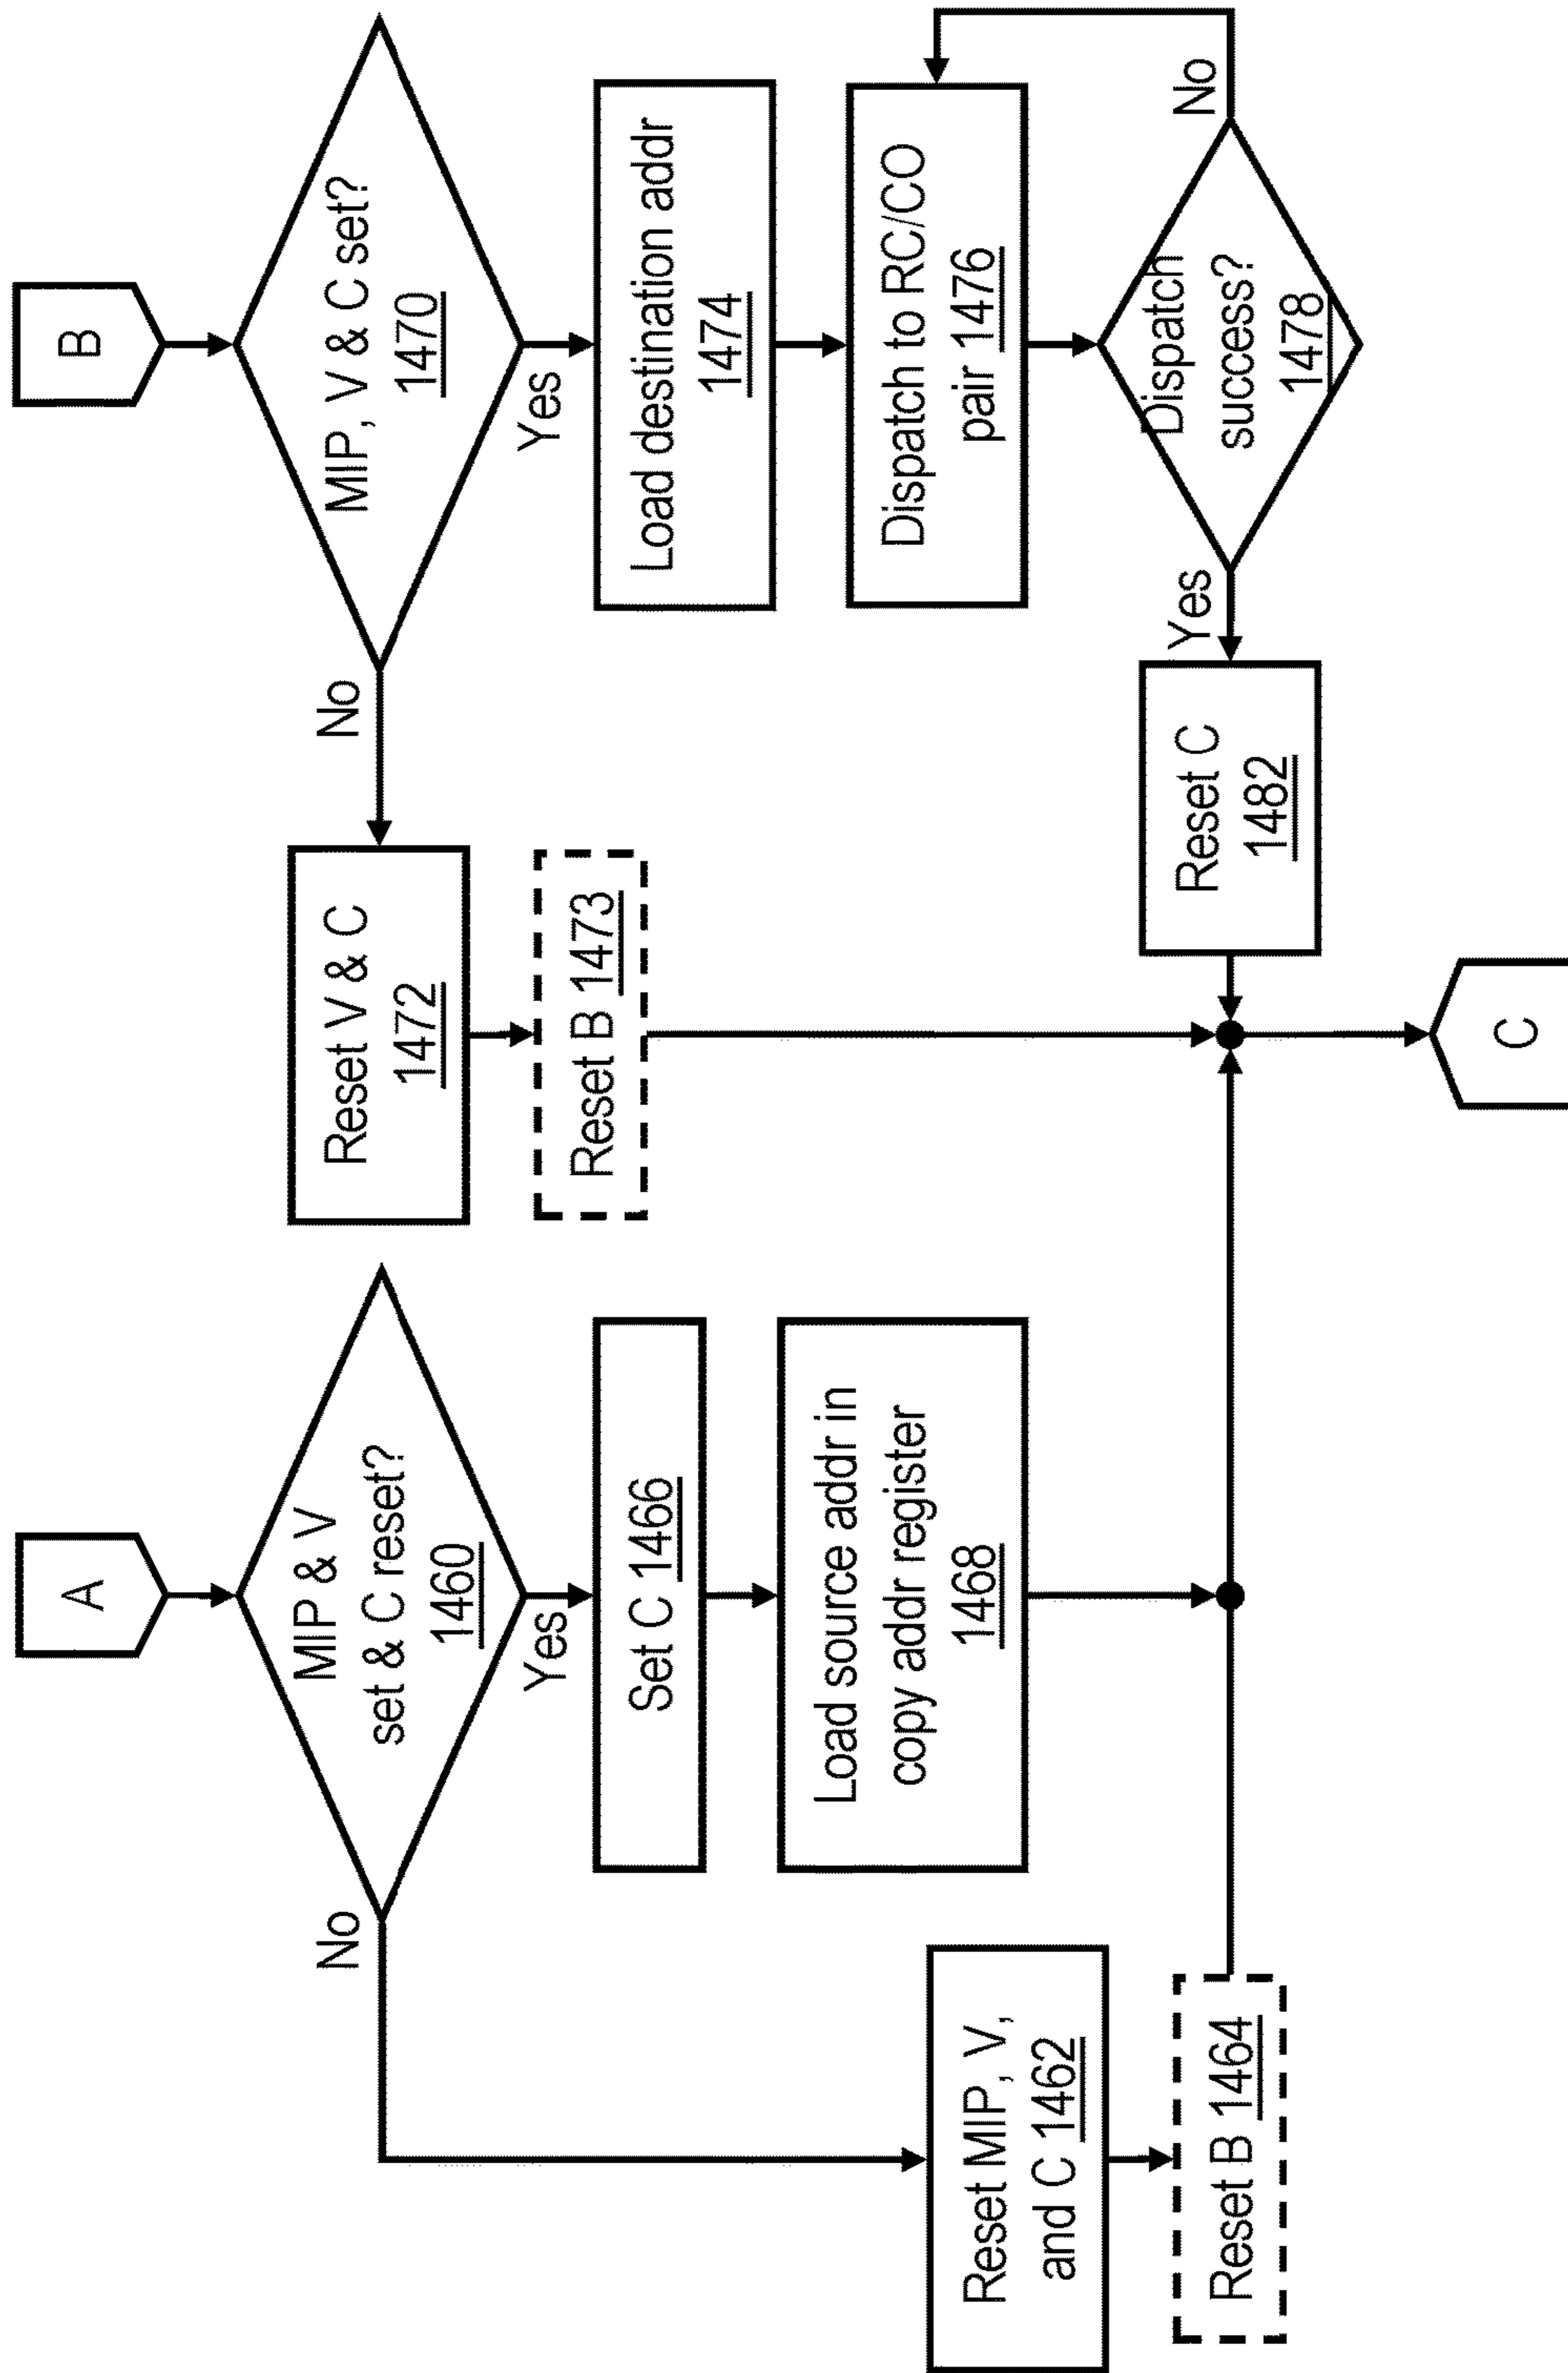 A
MIP & V
set & C reset?
1460
No
Yes
Reset MIP, V,
and C 1462
Reset B 1464
Set C 1466
Load source addr in
copy addr register
1468
B
MIP, V & C set?
1470
No
Yes
Reset V & C
1472
Reset B 1473
Load destination addr
1474
Dispatch to RC/CO
pair 1476
Dispatch
success?
1478
No
Yes
Reset C
1482
C